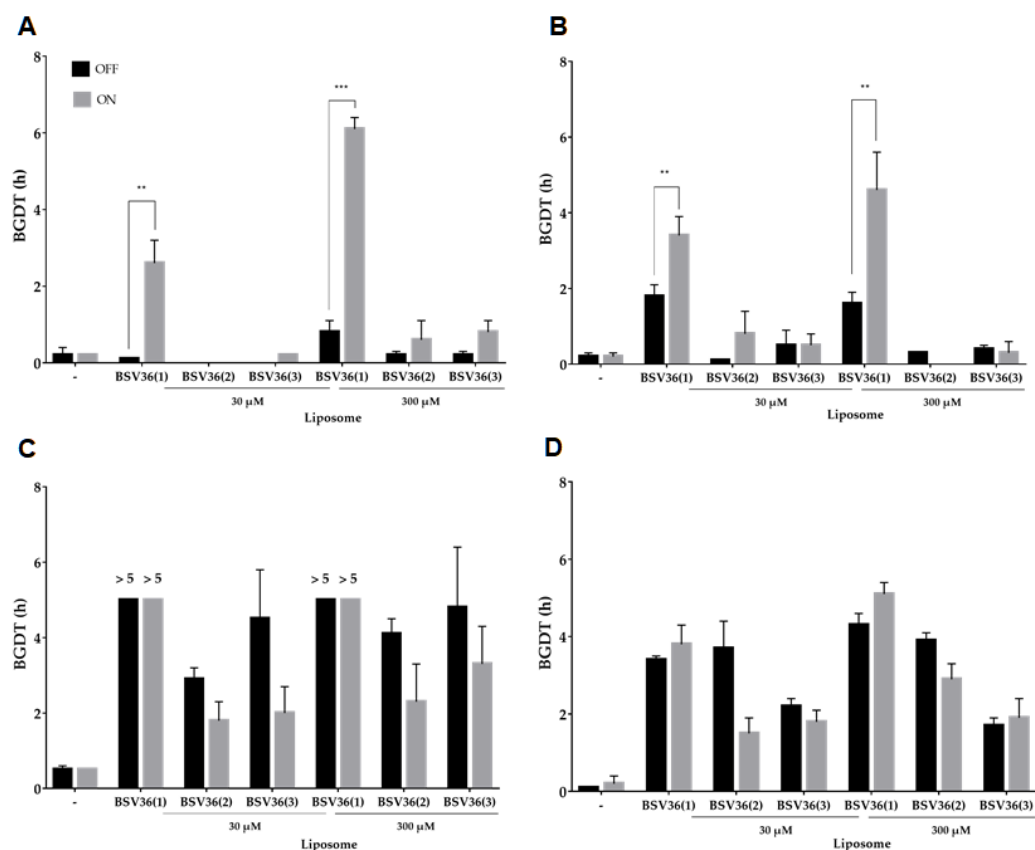 A
8
6
4
2
0
BGDT (h)
OFF
ON
**
***
- BSV36(1) BSV36(2) BSV36(3) BSV36(1) BSV36(2) BSV36(3)
30 µM 300 µM
Liposome
B
8
6
4
2
0
BGDT (h)
**
**
- BSV36(1) BSV36(2) BSV36(3) BSV36(1) BSV36(2) BSV36(3)
30 µM 300 µM
Liposome
C
8
6
4
2
0
BGDT (h)
> 5 > 5 > 5 > 5
- BSV36(1) BSV36(2) BSV36(3) BSV36(1) BSV36(2) BSV36(3)
30 µM 300 µM
Liposome
D
8
6
4
2
0
BGDT (h)
- BSV36(1) BSV36(2) BSV36(3) BSV36(1) BSV36(2) BSV36(3)
30 µM 300 µM
Liposome